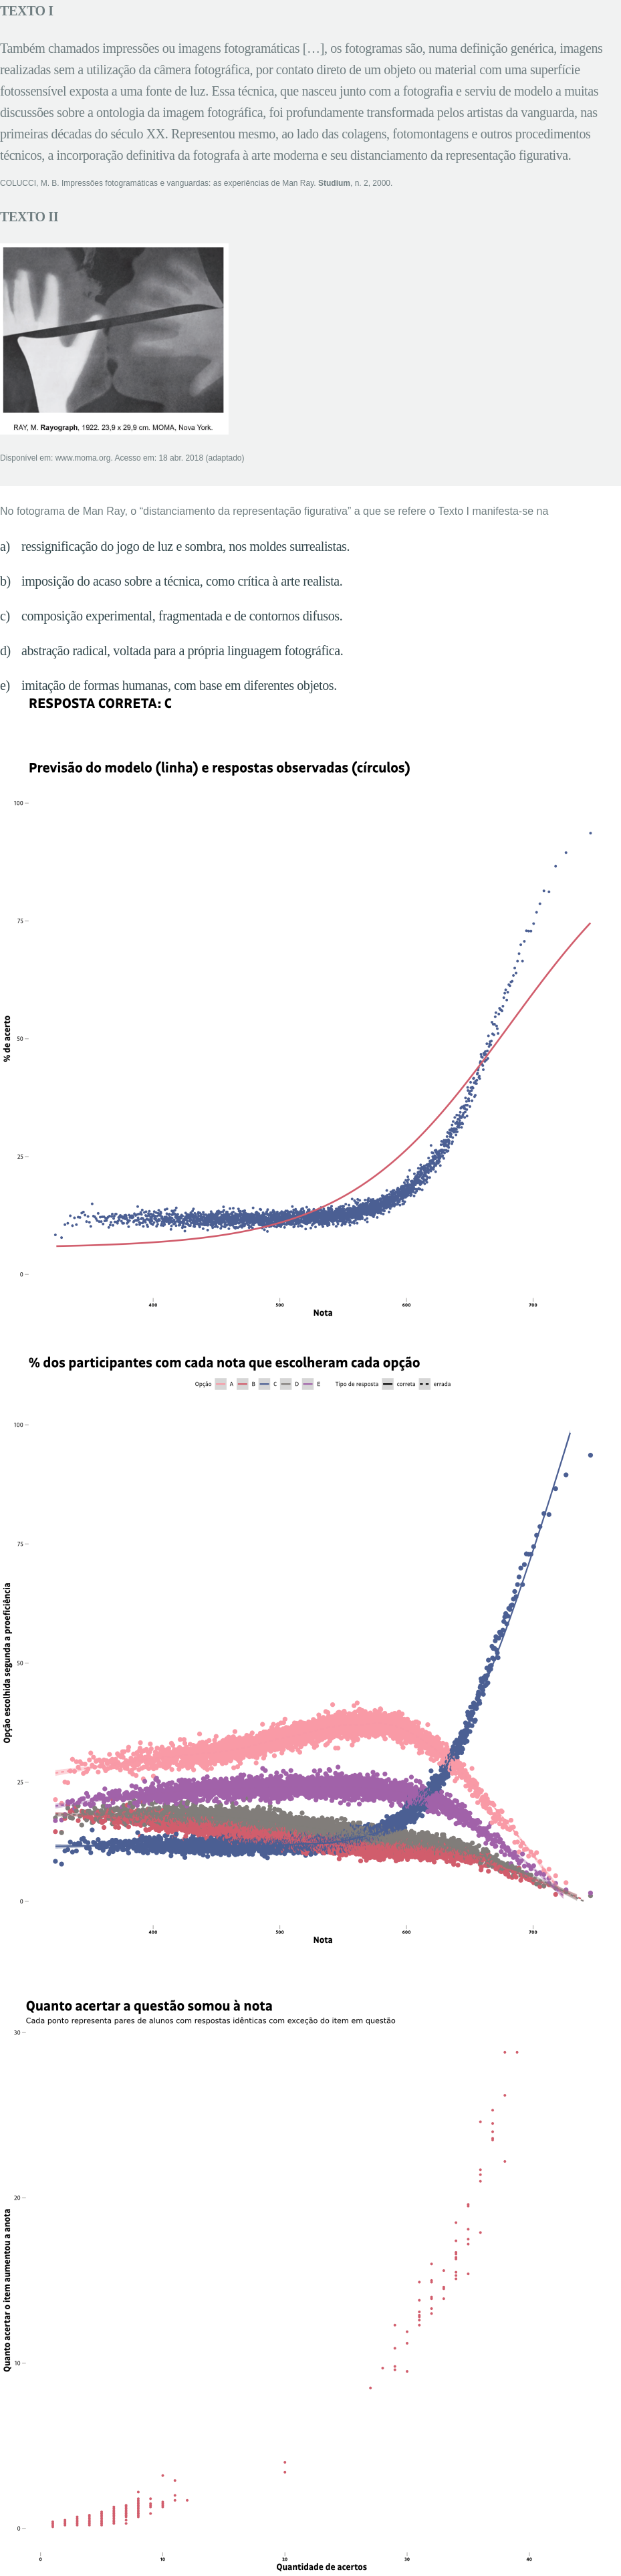 TEXTO I
Também chamados impressões ou imagens fotogramáticas […], os fotogramas são, numa definição genérica, imagens
realizadas sem a utilização da câmera fotográfica, por contato direto de um objeto ou material com uma superfície
fotossensível exposta a uma fonte de luz. Essa técnica, que nasceu junto com a fotografia e serviu de modelo a muitas
discussões sobre a ontologia da imagem fotográfica, foi profundamente transformada pelos artistas da vanguarda, nas
primeiras décadas do século XX. Representou mesmo, ao lado das colagens, fotomontagens e outros procedimentos
técnicos, a incorporação definitiva da fotografa à arte moderna e seu distanciamento da representação figurativa.
COLUCCI, M. B. Impressões fotogramáticas e vanguardas: as experiências de Man Ray. Studium, n. 2, 2000.
TEXTO II
RAY, M. Rayograph, 1922. 23,9 x 29,9 cm. MOMA, Nova York.
Disponível em: www.moma.org. Acesso em: 18 abr. 2018 (adaptado)
No fotograma de Man Ray, o “distanciamento da representação figurativa” a que se refere o Texto I manifesta-se na
a) ressignificação do jogo de luz e sombra, nos moldes surrealistas.
b) imposição do acaso sobre a técnica, como crítica à arte realista.
c) composição experimental, fragmentada e de contornos difusos.
d) abstração radical, voltada para a própria linguagem fotográfica.
e) imitação de formas humanas, com base em diferentes objetos.
RESPOSTA CORRETA: C
Previsão do modelo (linha) e respostas observadas (círculos)
100
75
% de acerto
50
25
0
400 500 600 700
Nota
% dos participantes com cada nota que escolheram cada opção
Opção A B C D E Tipo de resposta correta errada
100
75
Opção escolhida segunda a proeficiência
50
25
0
400 500 600 700
Nota
Quanto acertar a questão somou à nota
Cada ponto representa pares de alunos com respostas idênticas com exceção do item em questão
30
20
Quanto acertar o item aumentou a anota
10
0
0 10 20 30 40
Quantidade de acertos